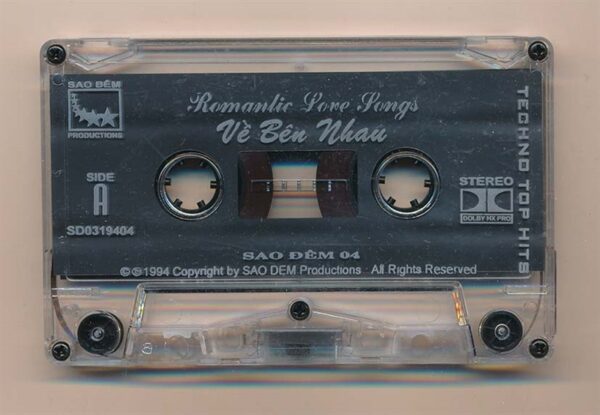 SAO ĐÊM
PRODUCTIONS
Romantic Love Songs
Về Bên Nhau
SIDE
A
SD0319404
STEREO
DOLBY HX PRO
TECHNO TOP HITS
SAO ĐÊM 04
©℗1994 Copyright by SAO DEM Productions All Rights Reserved